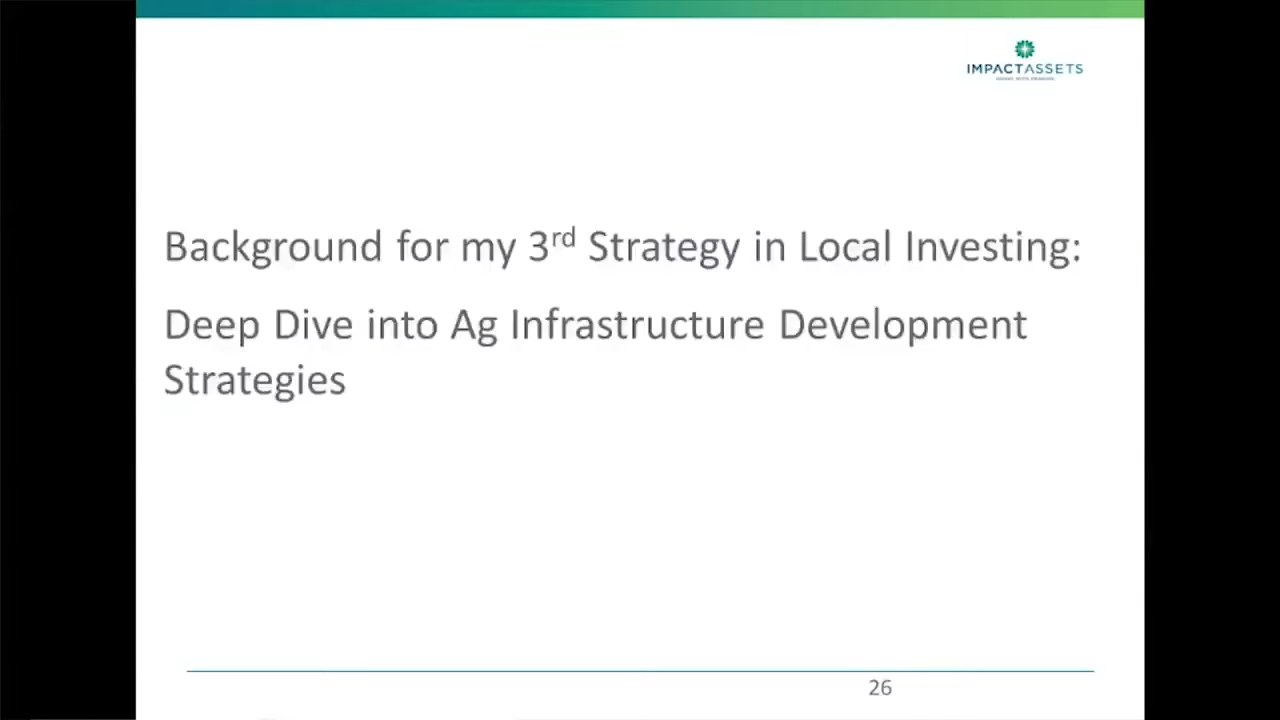 IMPACTASSETS
Background for my 3rd Strategy in Local Investing:
Deep Dive into Ag Infrastructure Development
Strategies
26